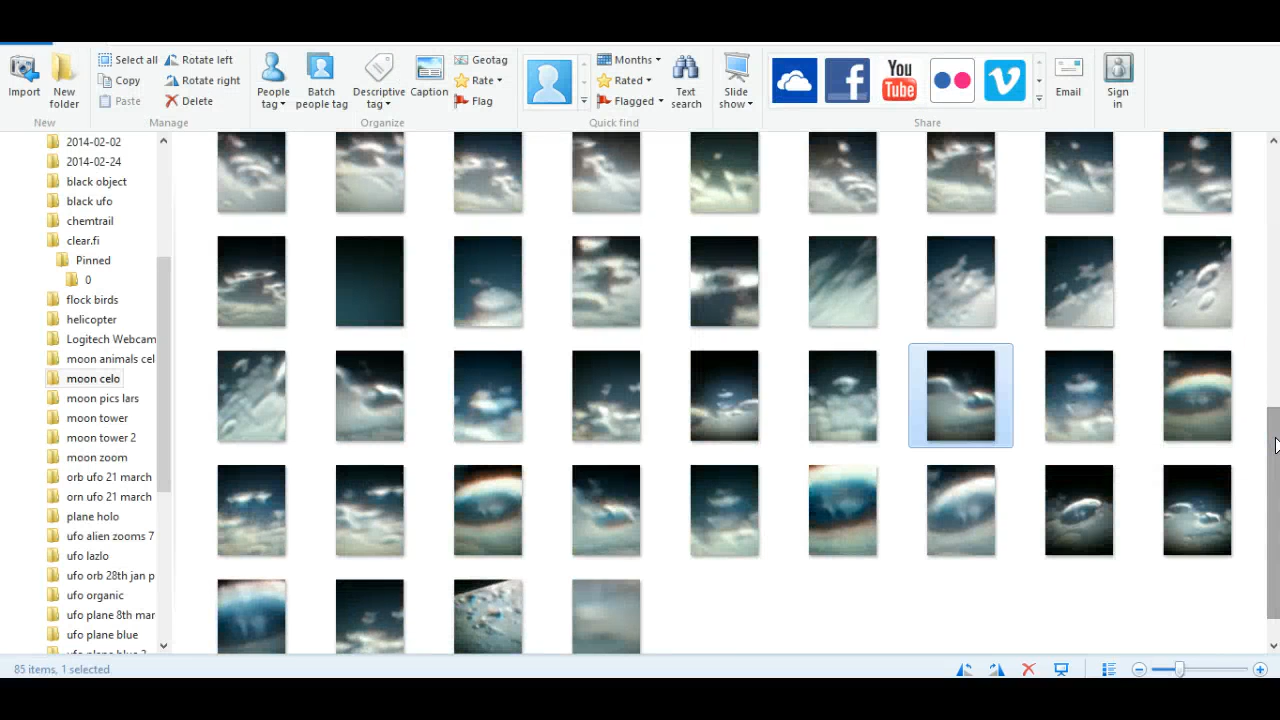 Import
New folder
New
Select all
Copy
Paste
Rotate left
Rotate right
Delete
Manage
People tag
Batch people tag
Descriptive tag
Caption
Geotag
Rate
Flag
Organize
Months
Rated
Flagged
Text search
Quick find
Slide show
f
You Tube
v
Share
Email
Sign in
2014-02-02
2014-02-24
black object
black ufo
chemtrail
clear.fi
Pinned
0
flock birds
helicopter
Logitech Webcam
moon animals cel
moon celo
moon pics lars
moon tower
moon tower 2
moon zoom
orb ufo 21 march
orn ufo 21 march
plane holo
ufo alien zooms 7
ufo lazlo
ufo orb 28th jan p
ufo organic
ufo plane 8th mar
ufo plane blue
85 items, 1 selected